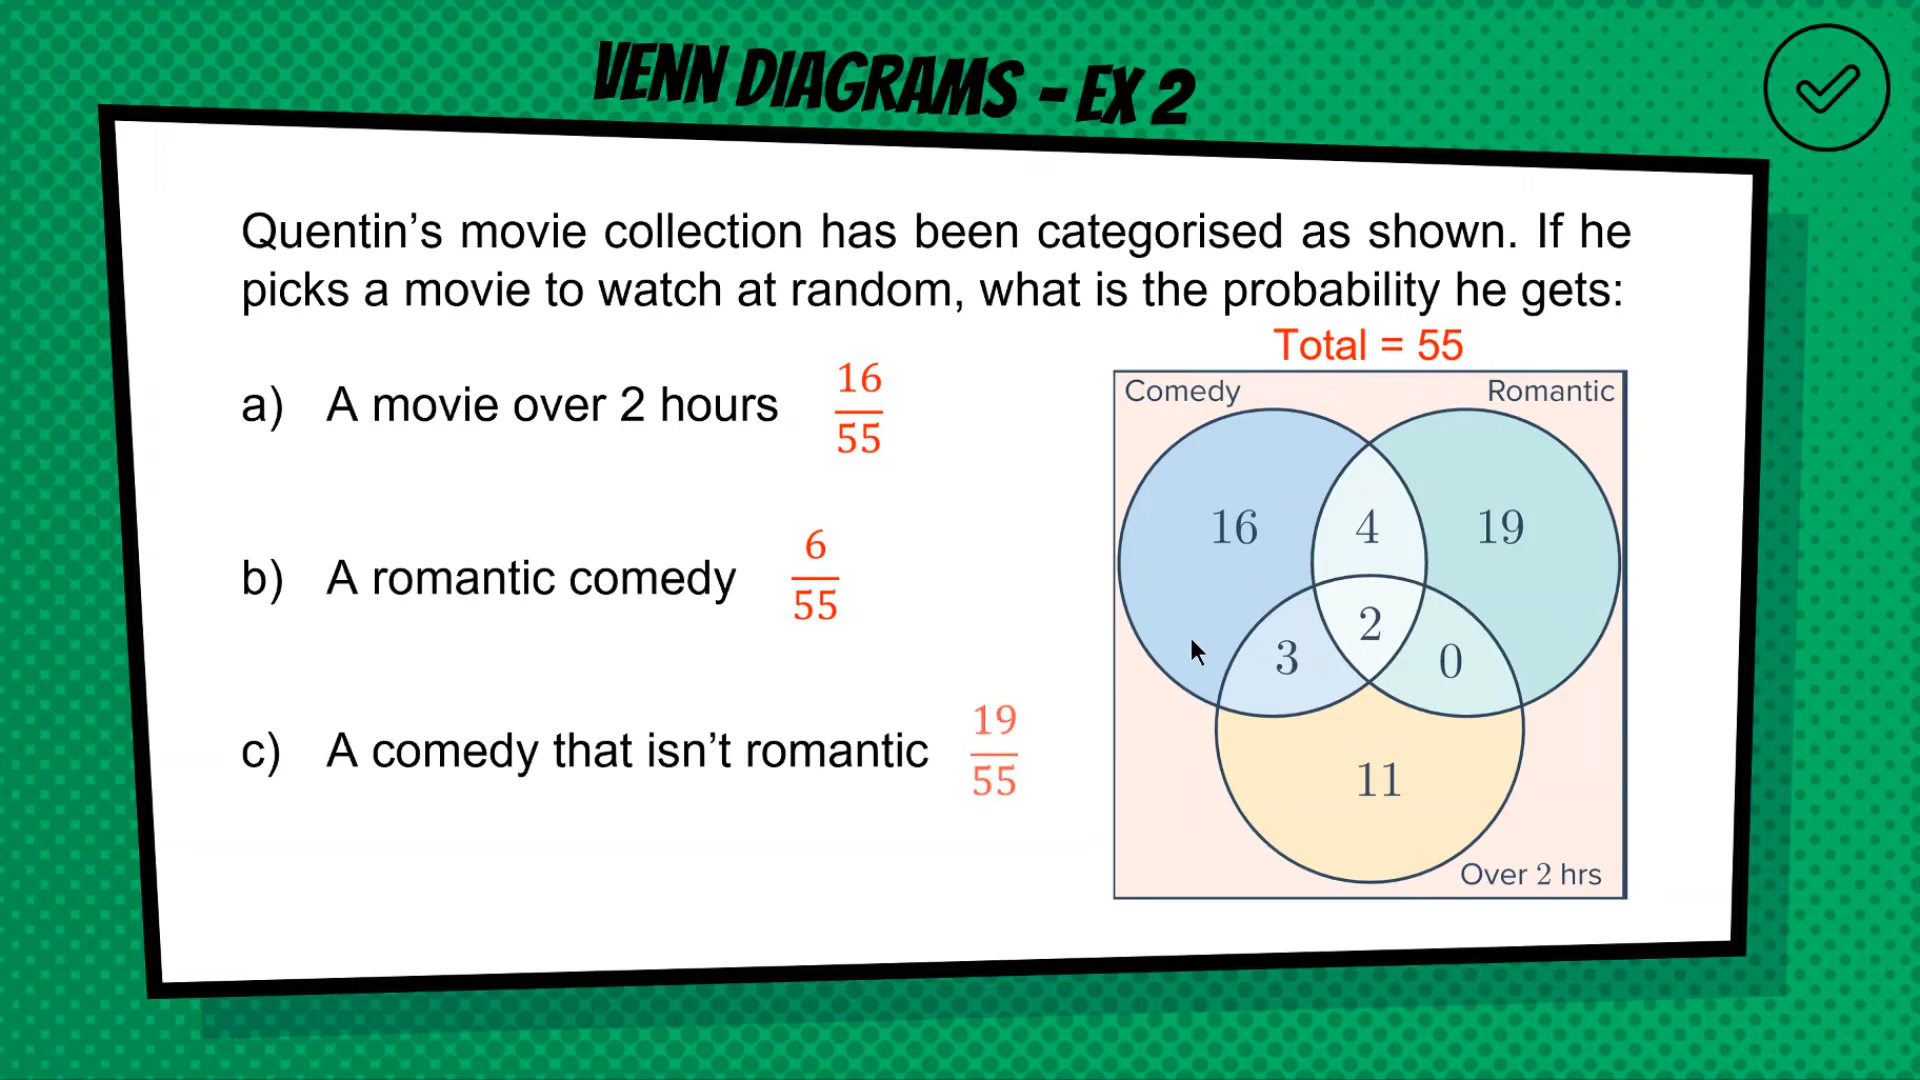 VENN DIAGRAMS - EX 2
Quentin’s movie collection has been categorised as shown. If he
picks a movie to watch at random, what is the probability he gets:
Total = 55
a) A movie over 2 hours 16/55
b) A romantic comedy 6/55
c) A comedy that isn’t romantic 19/55
Comedy Romantic
16 4 19
2
3 0
11
Over 2 hrs